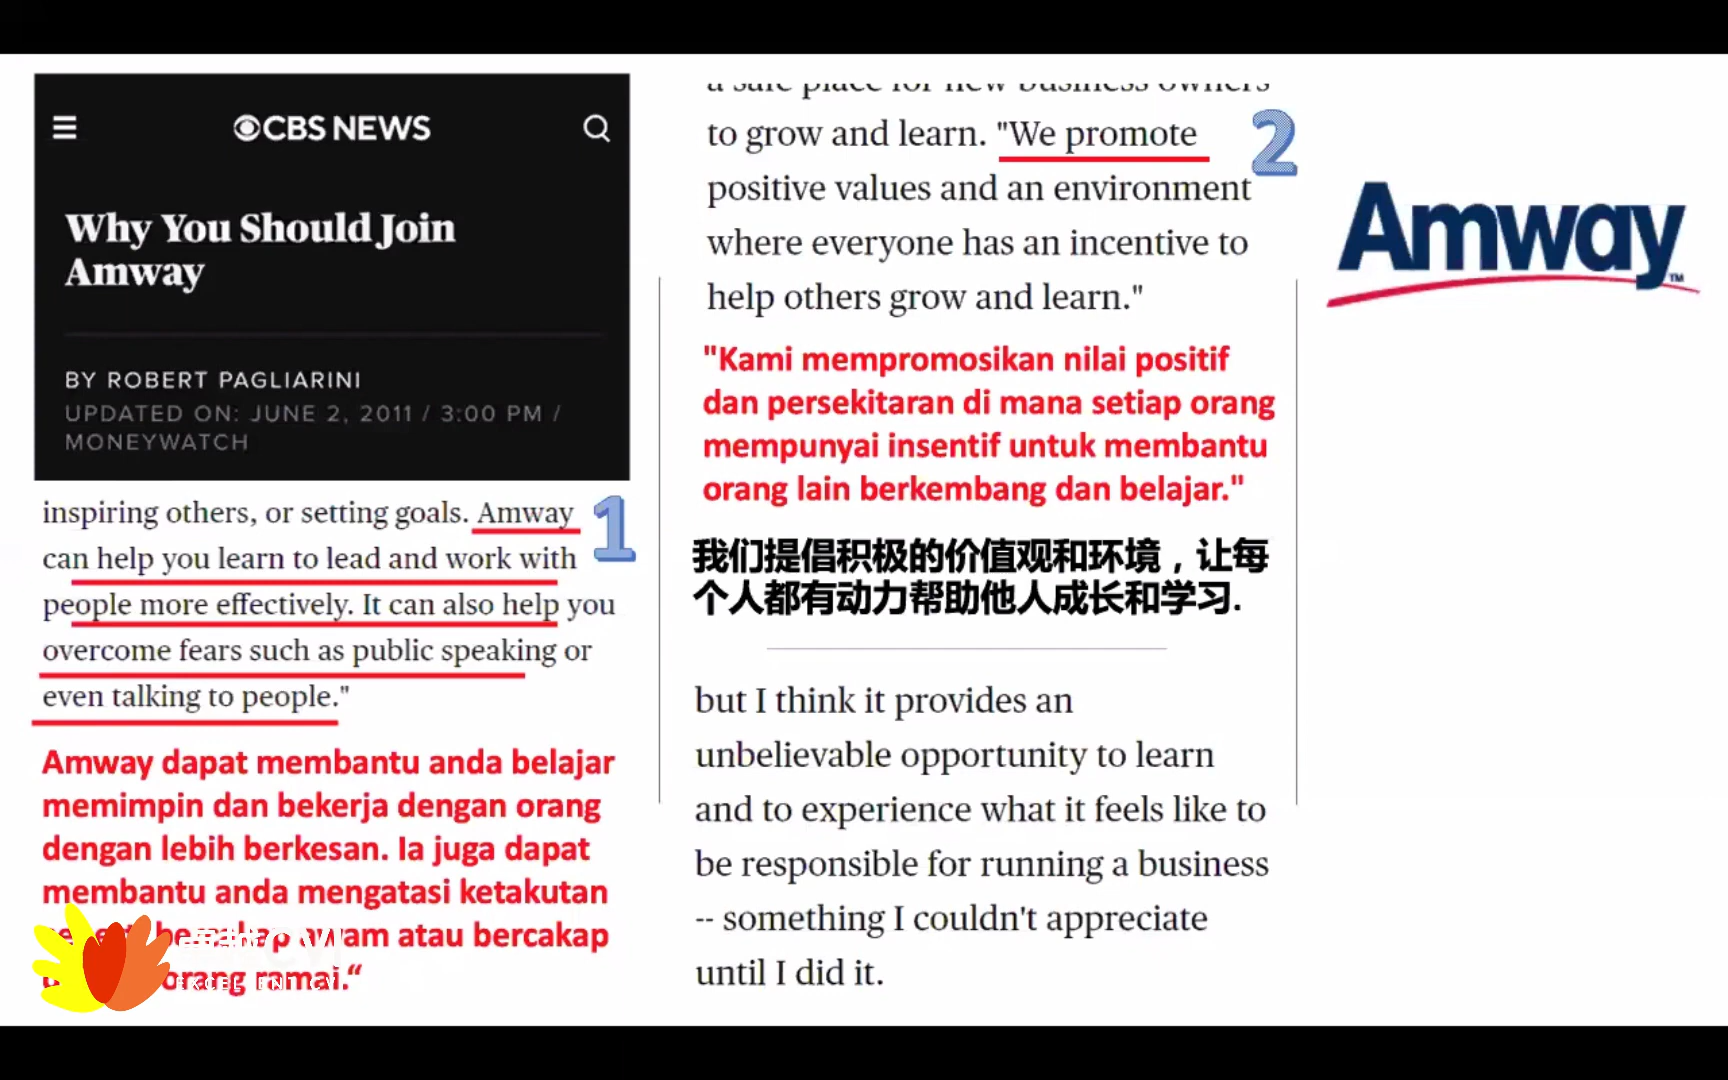 CBS NEWS
Why You Should Join
Amway
BY ROBERT PAGLIARINI
UPDATED ON: JUNE 2, 2011 / 3:00 PM /
MONEYWATCH
inspiring others, or setting goals. Amway
can help you learn to lead and work with
people more effectively. It can also help you
overcome fears such as public speaking or
even talking to people."
1
Amway dapat membantu anda belajar
memimpin dan bekerja dengan orang
dengan lebih berkesan. Ia juga dapat
membantu anda mengatasi ketakutan
atau bercakap
orang ramai.“
a safe place for new business owners
to grow and learn. "We promote
positive values and an environment
where everyone has an incentive to
help others grow and learn."
2
"Kami mempromosikan nilai positif
dan persekitaran di mana setiap orang
mempunyai insentif untuk membantu
orang lain berkembang dan belajar."
我们提倡积极的价值观和环境，让每
个人都有动力帮助他人成长和学习.
but I think it provides an
unbelievable opportunity to learn
and to experience what it feels like to
be responsible for running a business
-- something I couldn't appreciate
until I did it.
Amway™